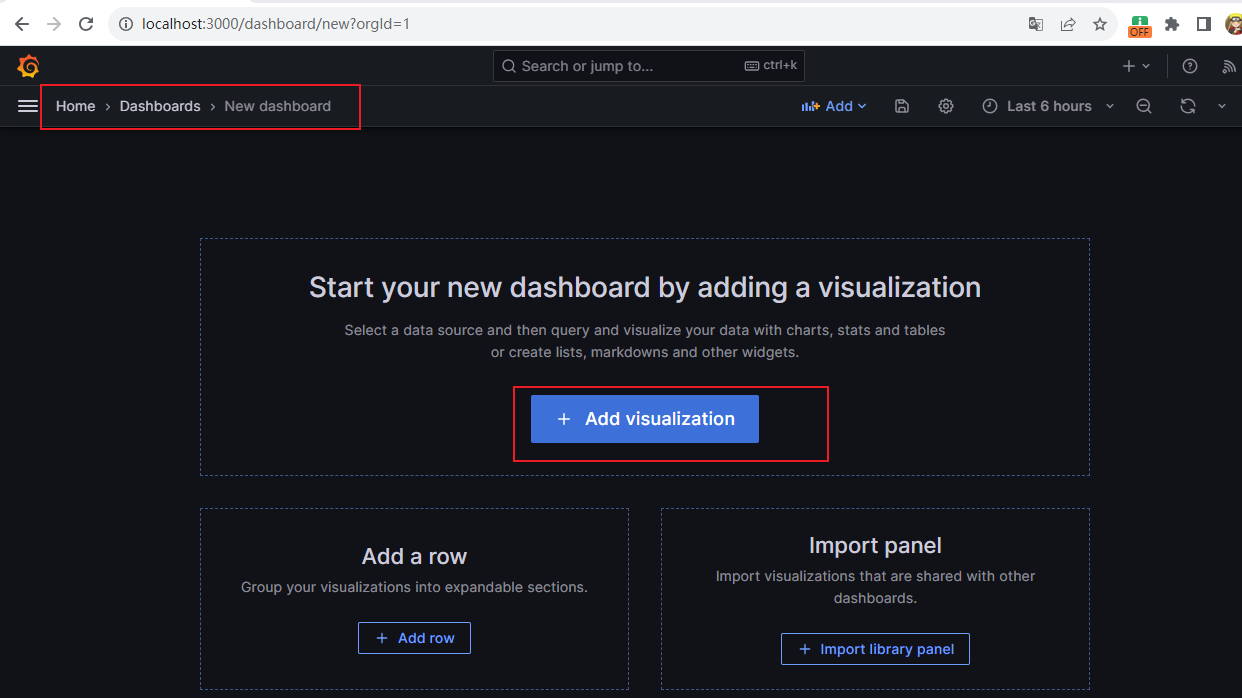 localhost:3000/dashboard/new?orgId=1
OFF
Search or jump to... ctrl+k
Home › Dashboards › New dashboard
Add
Last 6 hours
Start your new dashboard by adding a visualization
Select a data source and then query and visualize your data with charts, stats and tables
or create lists, markdowns and other widgets.
+ Add visualization
Add a row
Group your visualizations into expandable sections.
+ Add row
Import panel
Import visualizations that are shared with other
dashboards.
+ Import library panel